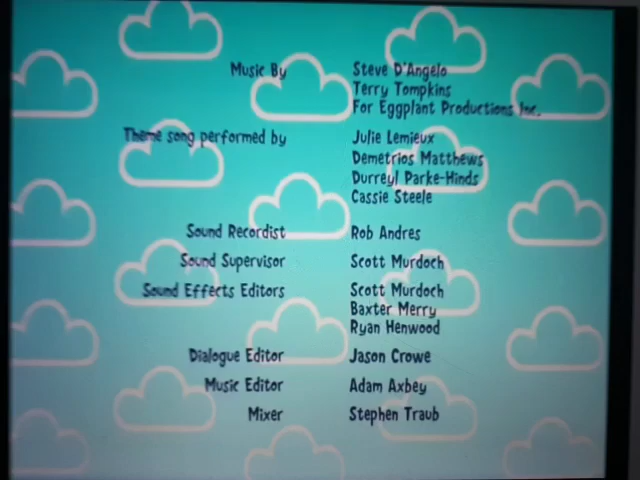 Music By Steve D'Angelo
Terry Tompkins
For Eggplant Productions Inc.
Theme song performed by Julie Lemieux
Demetrios Matthews
Durreyl Parke-Hinds
Cassie Steele
Sound Recordist Rob Andres
Sound Supervisor Scott Murdoch
Sound Effects Editors Scott Murdoch
Baxter Merry
Ryan Henwood
Dialogue Editor Jason Crowe
Music Editor Adam Axbey
Mixer Stephen Traub